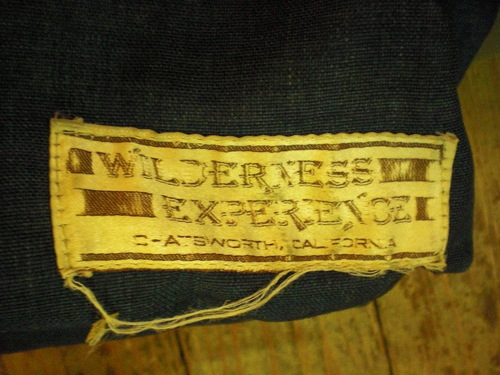 WILDERNESS
EXPERIENCE
CHATSWORTH, CALIFORNIA